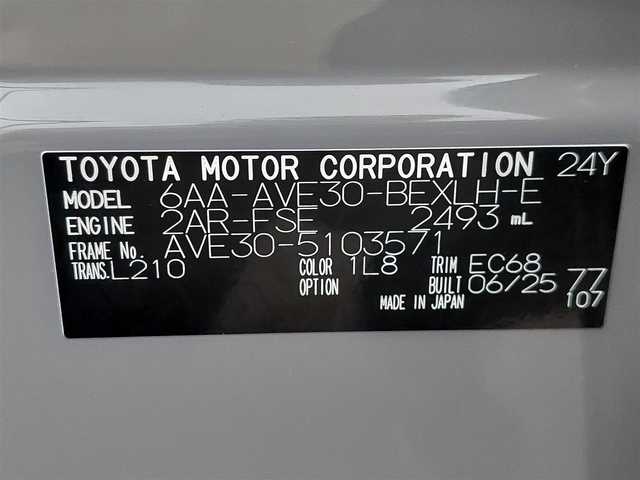 TOYOTA MOTOR CORPORATION 24Y
MODEL 6AA-AVE30-BEXLH-E
ENGINE 2AR-FSE 2493 mL
FRAME No. AVE30-5103571
TRANS. L210 COLOR 1L8 TRIM EC68
OPTION BUILT 06/25 77
MADE IN JAPAN 107